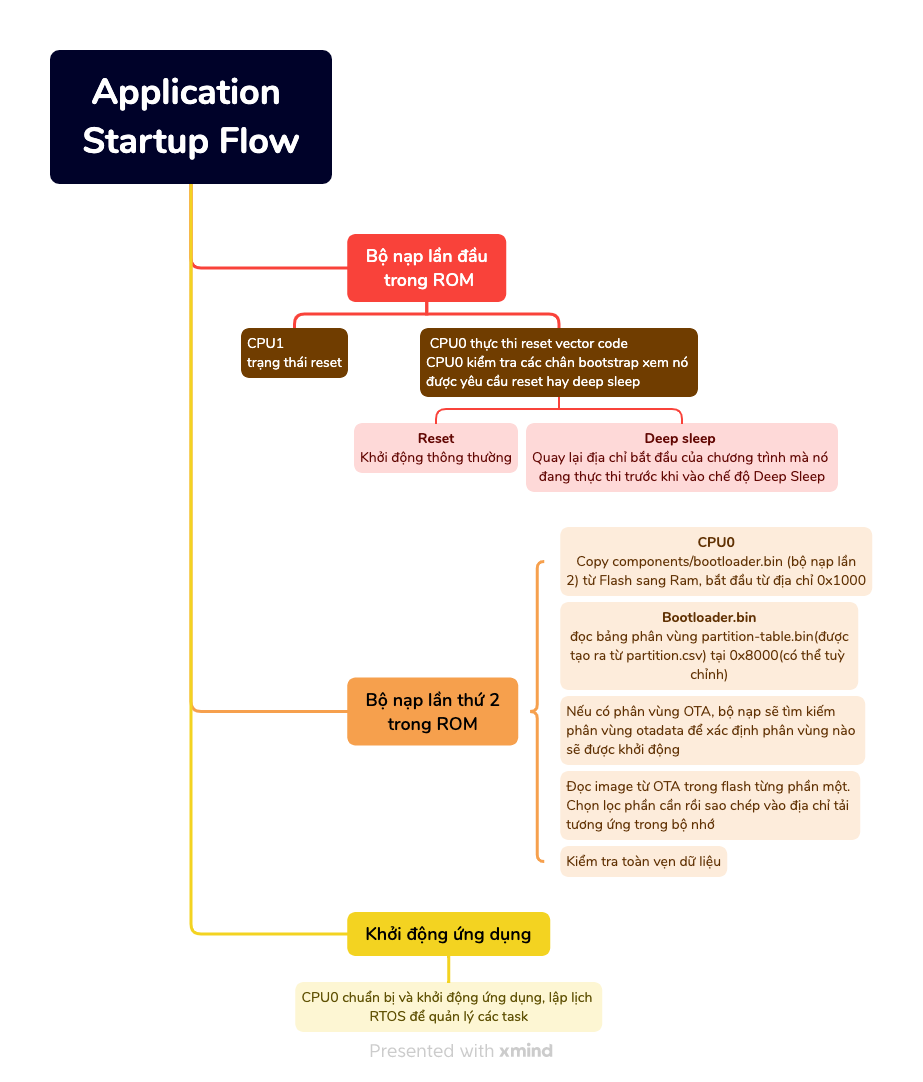 Application
Startup Flow
Bộ nạp lần đầu
trong ROM
CPU1
trạng thái reset
CPU0 thực thi reset vector code
CPU0 kiểm tra các chân bootstrap xem nó
được yêu cầu reset hay deep sleep
Reset
Khởi động thông thường
Deep sleep
Quay lại địa chỉ bắt đầu của chương trình mà nó
đang thực thi trước khi vào chế độ Deep Sleep
Bộ nạp lần thứ 2
trong ROM
CPU0
Copy components/bootloader.bin (bộ nạp lần
2) từ Flash sang Ram, bắt đầu từ địa chỉ 0x1000
Bootloader.bin
đọc bảng phân vùng partition-table.bin(được
tạo ra từ partition.csv) tại 0x8000(có thể tuỳ
chỉnh)
Nếu có phân vùng OTA, bộ nạp sẽ tìm kiếm
phân vùng otadata để xác định phân vùng nào
sẽ được khởi động
Đọc image từ OTA trong flash từng phần một.
Chọn lọc phần cần rồi sao chép vào địa chỉ tải
tương ứng trong bộ nhớ
Kiểm tra toàn vẹn dữ liệu
Khởi động ứng dụng
CPU0 chuẩn bị và khởi động ứng dụng, lập lịch
RTOS để quản lý các task
Presented with xmind